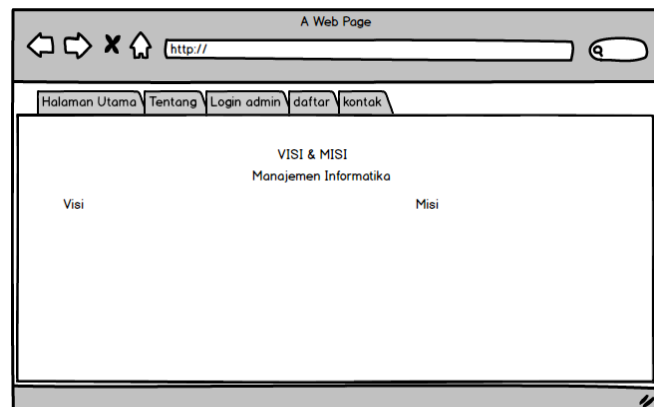 A Web Page
http://
Halaman Utama Tentang Login admin daftar kontak
VISI & MISI
Manajemen Informatika
Visi Misi